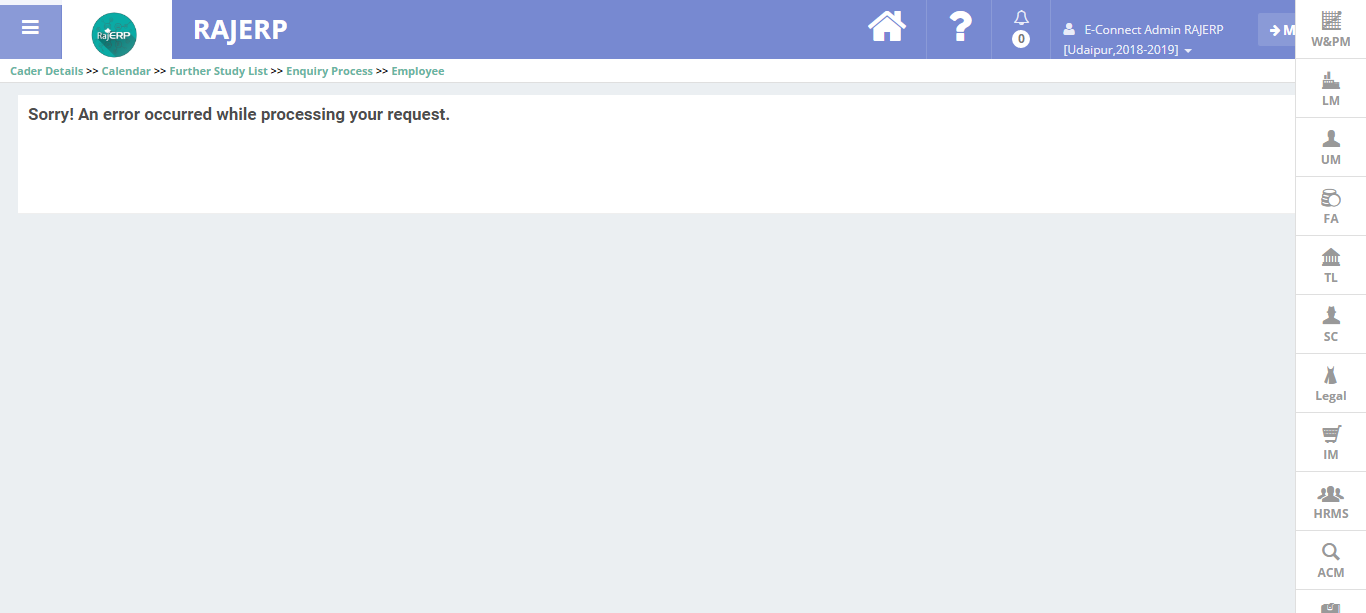 RajERP
RAJERP
0
E-Connect Admin RAJERP
[Udaipur,2018-2019]
M
Cader Details >> Calendar >> Further Study List >> Enquiry Process >> Employee
Sorry! An error occurred while processing your request.
W&PM
LM
UM
FA
TL
SC
Legal
IM
HRMS
ACM